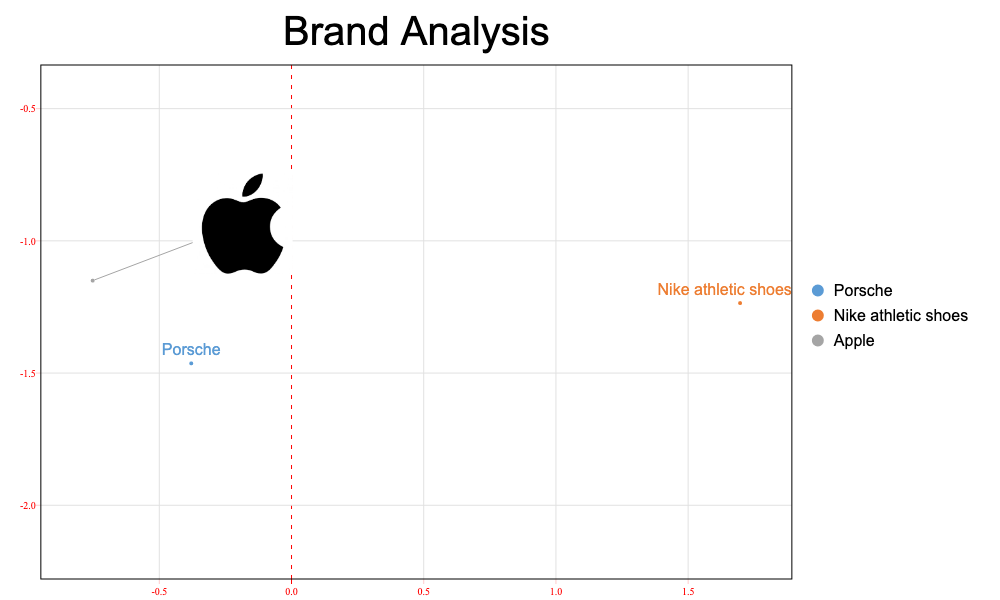 Brand Analysis
-0.5
-1.0
Nike athletic shoes
Porsche
-1.5
-2.0
-0.5
0.0
0.5
1.0
1.5
Porsche
Nike athletic shoes
Apple